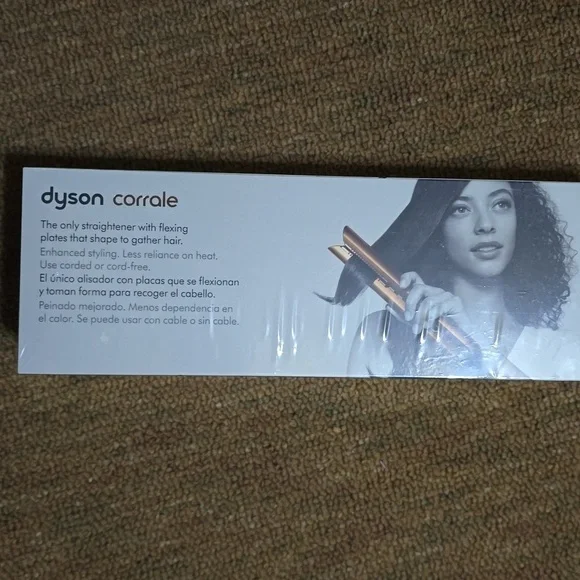 dyson corrale
The only straightener with flexing
plates that shape to gather hair.
Enhanced styling. Less reliance on heat.
Use corded or cord-free.
El único alisador con placas que se flexionan
y toman forma para recoger el cabello.
Peinado mejorado. Menos dependencia en
el calor. Se puede usar con cable o sin cable.